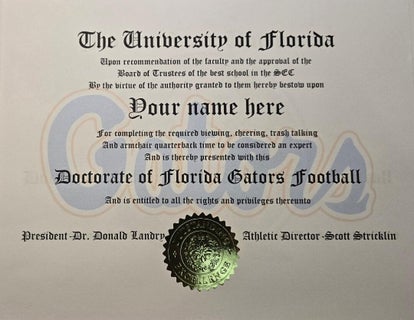 The University of Florida
Upon recommendation of the faculty and the approval of the
Board of Trustees of the best school in the SEC
By the virtue of the authority granted to them hereby bestow upon
Your name here
For completing the required viewing, cheering, trash talking
And armchair quarterback time to be considered an expert
And is thereby presented with this
Doctorate of Florida Gators Football
And is entitled to all the rights and privileges thereunto
President-Dr. Donald Landry
Athletic Director-Scott Stricklin
Gators
EXCELLENCE